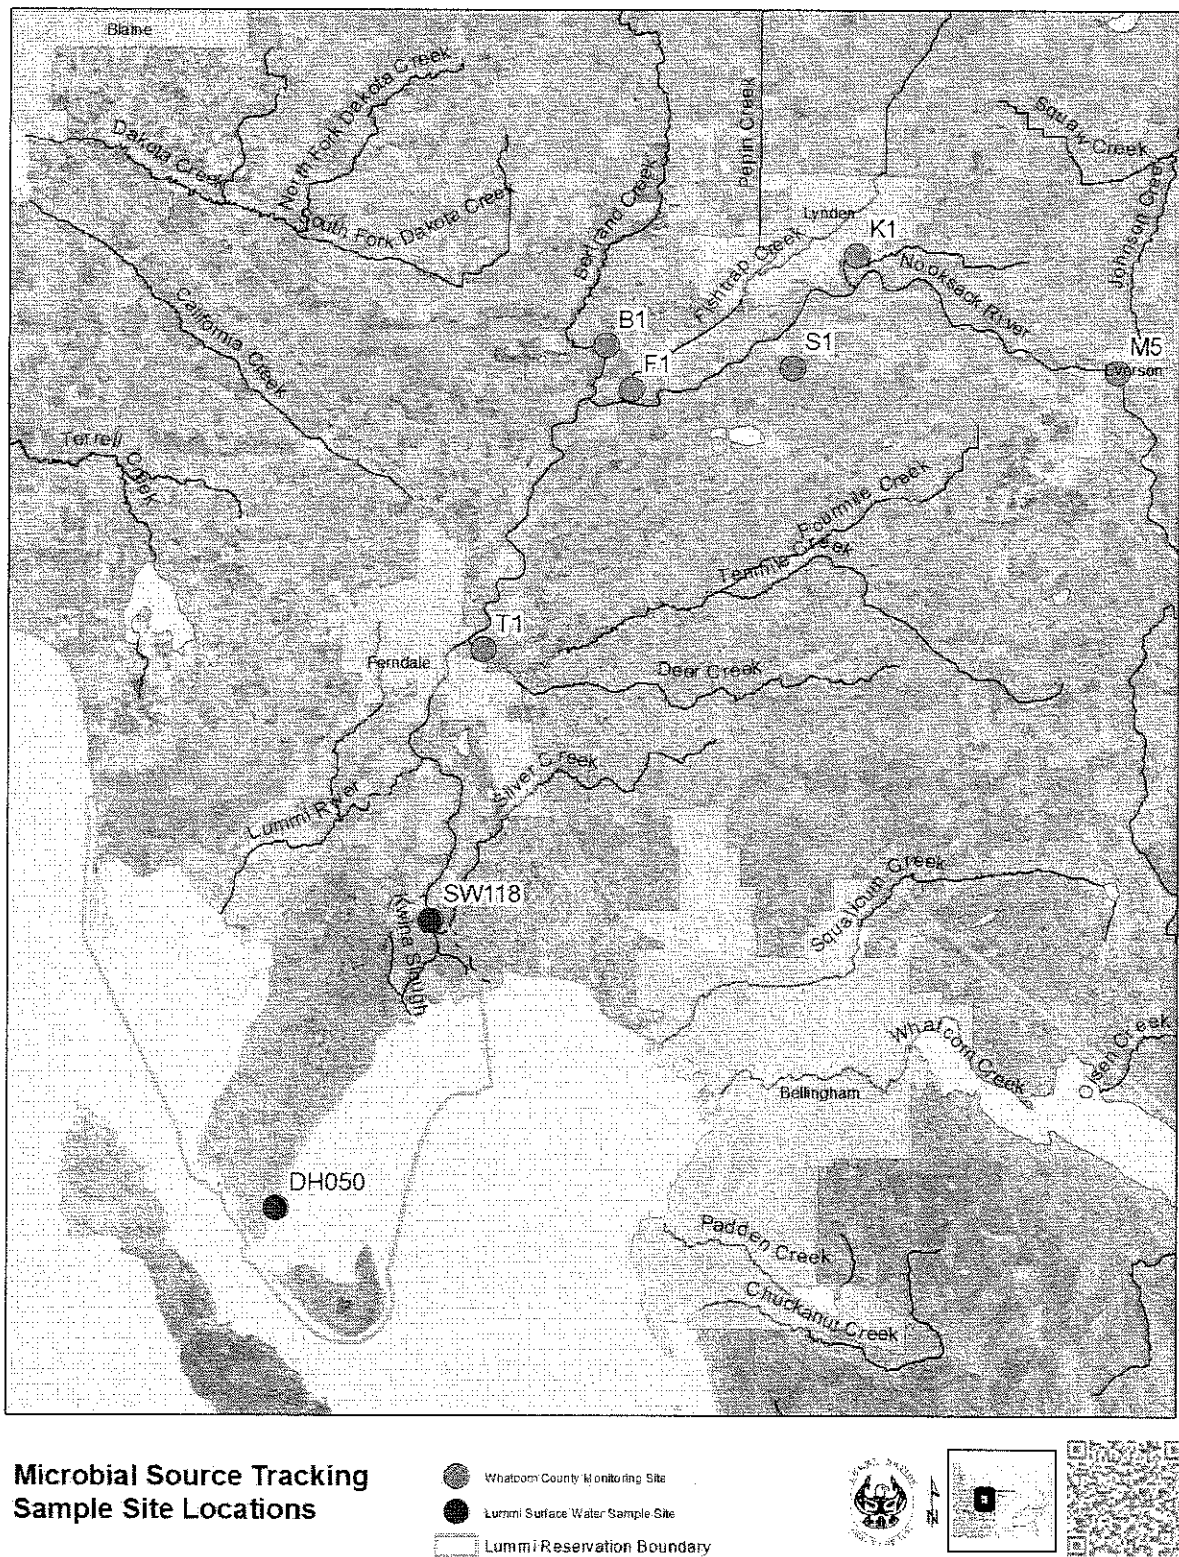 Blaine
North Fork Dakota Creek
Dakota Creek
South Fork Dakota Creek
Bertrand Creek
Pepin Creek
Squaw Creek
Johnson Creek
Lynden
K1
Fishtrap Creek
Nooksack River
California Creek
B1
S1
M5
F1
Everson
Terrell
Creek
Fourmile Creek
Tenmile Creek
T1
Ferndale
Deer Creek
Silver Creek
Lummi River
Squalicum Creek
SW118
Kwina Slough
Whatcom Creek
Olsen Creek
Bellingham
DH050
Padden Creek
Chuckanut Creek
Microbial Source Tracking
Sample Site Locations
Whatcom County Monitoring Site
Lummi Surface Water Sample Site
Lummi Reservation Boundary
N